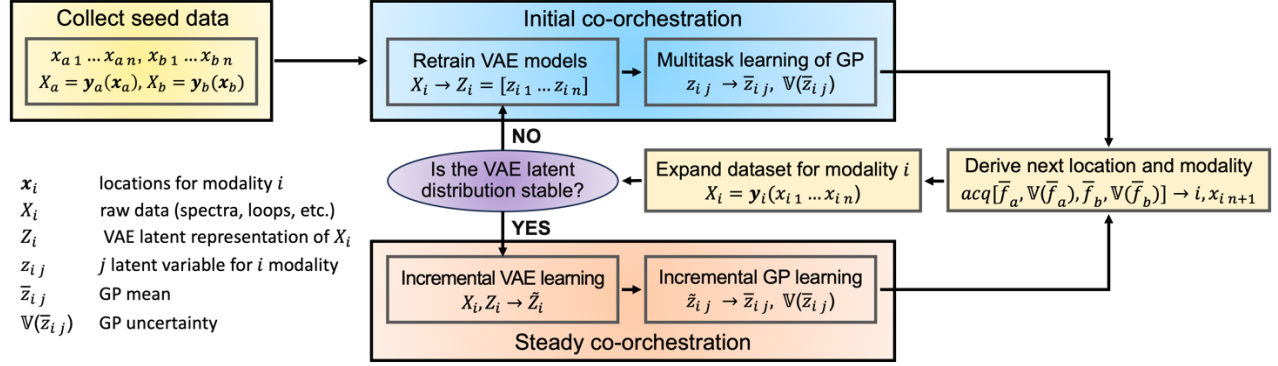 Collect seed data
x_{a 1} … x_{a n}, x_{b 1} … x_{b n}
X_a = y_a(x_a), X_b = y_b(x_b)
Initial co-orchestration
Retrain VAE models
X_i → Z_i = [z_{i 1} … z_{i n}]
Multitask learning of GP
z_{i j} → z̅_{i j}, 𝕍(z̅_{i j})
NO
Is the VAE latent
distribution stable?
YES
Expand dataset for modality i
X_i = y_i(x_{i 1} … x_{i n})
Derive next location and modality
acq[f̅_a, 𝕍(f̅_a), f̅_b, 𝕍(f̅_b)] → i, x_{i n+1}
Incremental VAE learning
X_i, Z_i → Z̃_i
Incremental GP learning
z̃_{i j} → z̅_{i j}, 𝕍(z̅_{i j})
Steady co-orchestration
x_i locations for modality i
X_i raw data (spectra, loops, etc.)
Z_i VAE latent representation of X_i
z_{i j} j latent variable for i modality
z̅_{i j} GP mean
𝕍(z̅_{i j}) GP uncertainty